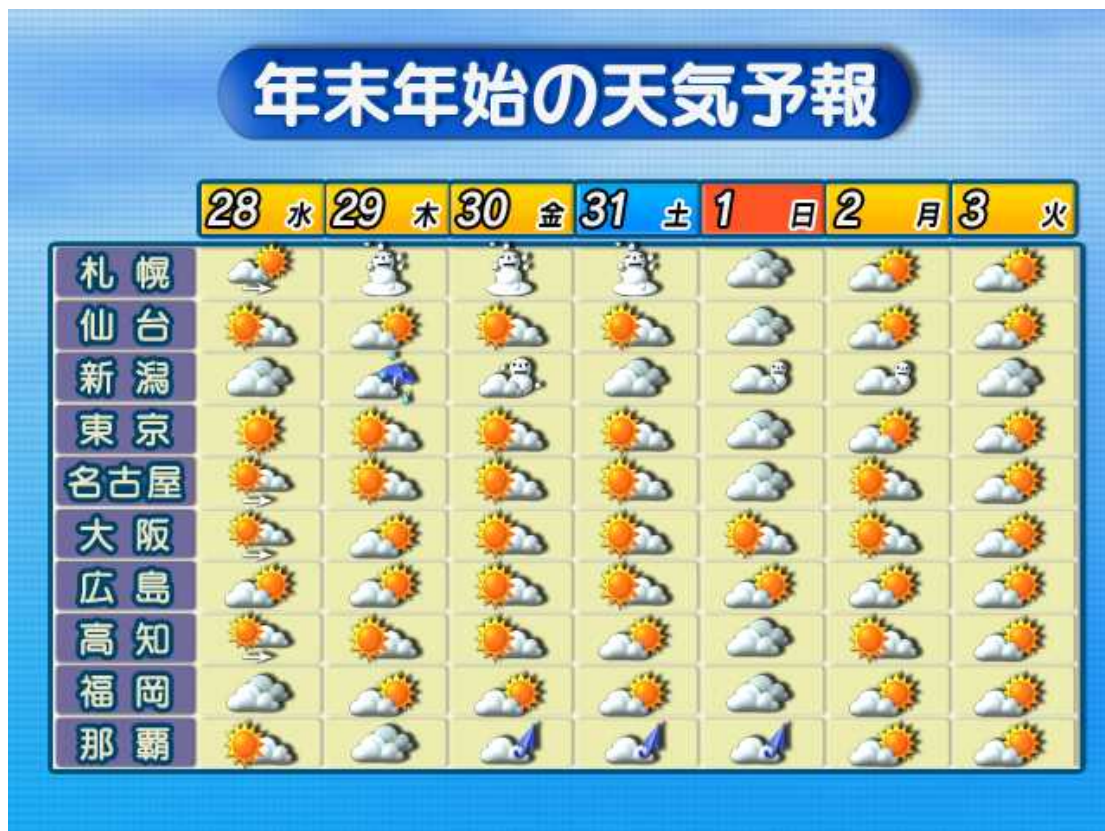 年末年始の天気予報
28 水 29 木 30 金 31 土 1 日 2 月 3 火
札幌
仙台
新潟
東京
名古屋
大阪
広島
高知
福岡
那覇